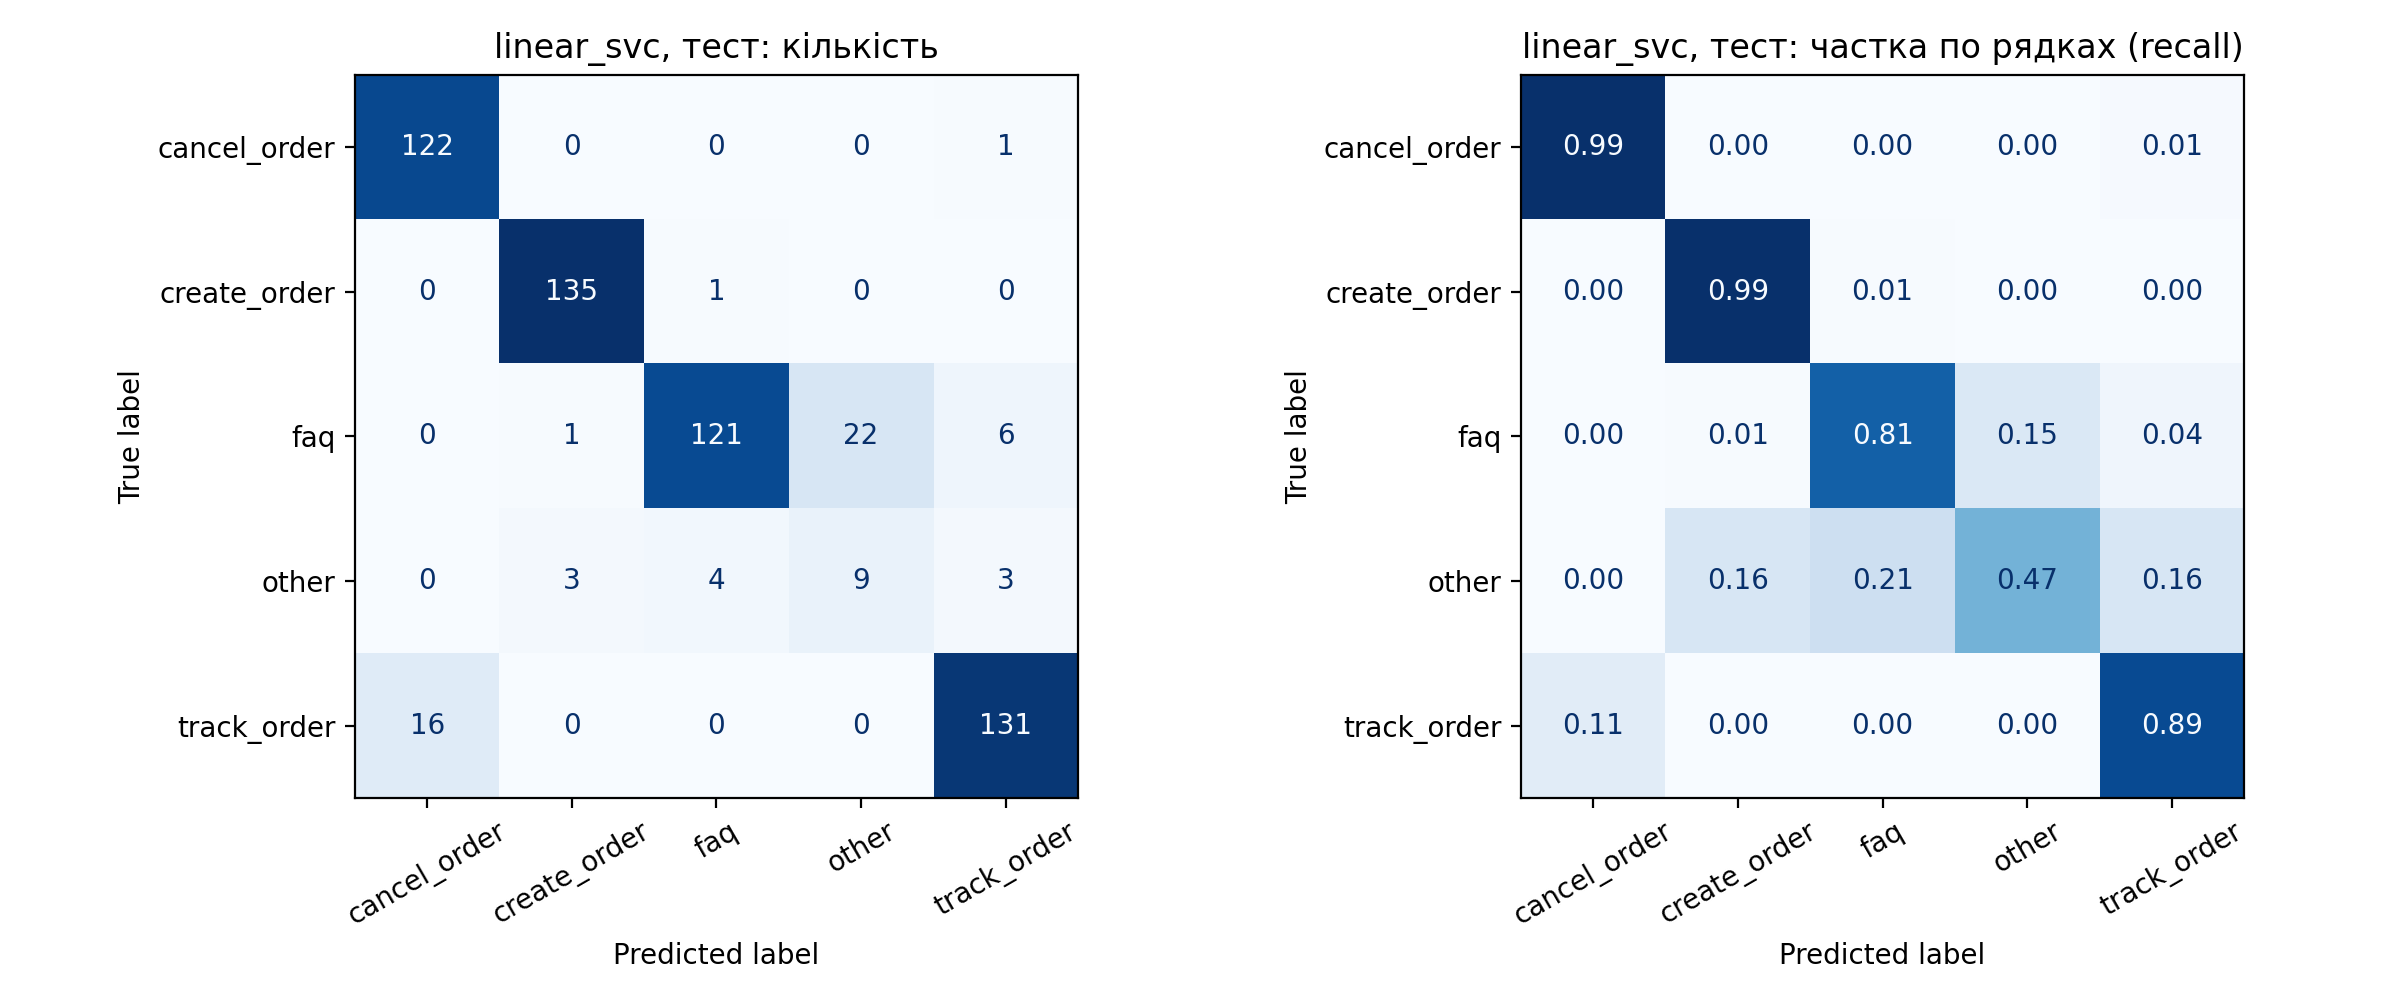 linear_svc, тест: кількість
True label
cancel_order 122 0 0 0 1
create_order 0 135 1 0 0
faq 0 1 121 22 6
other 0 3 4 9 3
track_order 16 0 0 0 131
cancel_order create_order faq other track_order
Predicted label
linear_svc, тест: частка по рядках (recall)
True label
cancel_order 0.99 0.00 0.00 0.00 0.01
create_order 0.00 0.99 0.01 0.00 0.00
faq 0.00 0.01 0.81 0.15 0.04
other 0.00 0.16 0.21 0.47 0.16
track_order 0.11 0.00 0.00 0.00 0.89
cancel_order create_order faq other track_order
Predicted label